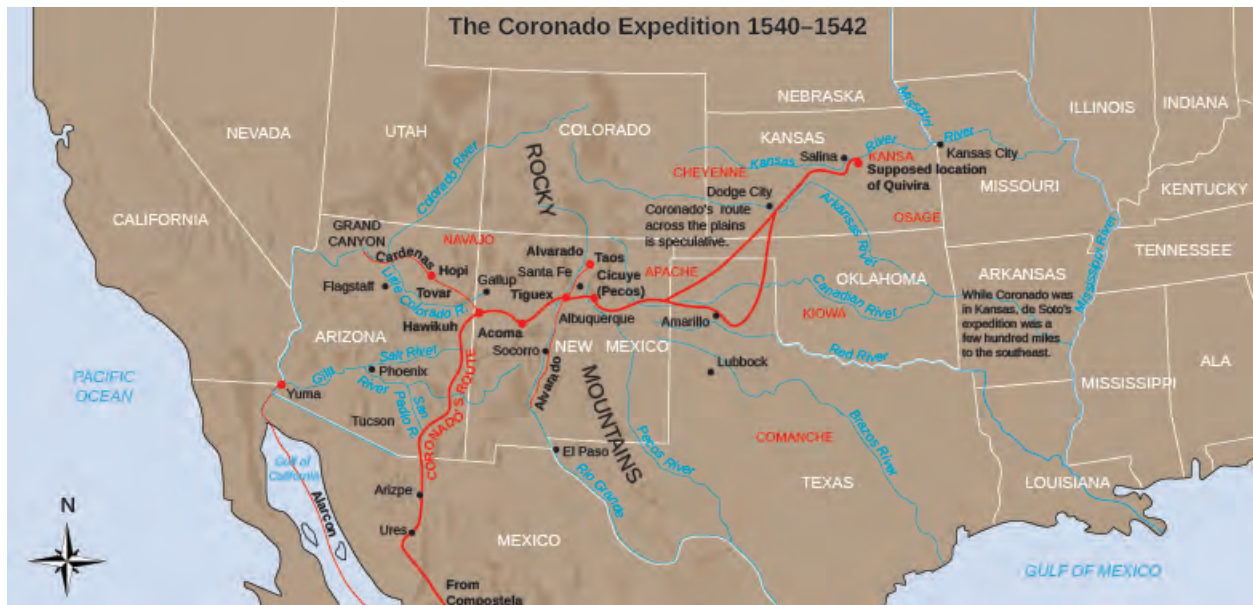 The Coronado Expedition 1540–1542
NEBRASKA
Missouri
ILLINOIS
INDIANA
NEVADA
UTAH
COLORADO
KANSAS
River
River
Kansas
Salina
KANSA
Kansas City
Supposed location
of Quivira
MISSOURI
KENTUCKY
Colorado River
ROCKY
CHEYENNE
Dodge City
Coronado's route
across the plains
is speculative.
Arkansas River
OSAGE
CALIFORNIA
GRAND
CANYON
NAVAJO
Cardenas
Hopi
Alvarado
Taos
Santa Fe
Cicuye
(Pecos)
APACHE
TENNESSEE
Mississippi River
Flagstaff
Tovar
Gallup
Tiguex
OKLAHOMA
ARKANSAS
While Coronado was
in Kansas, de Soto's
expedition was a
few hundred miles
to the southeast.
Little Colorado R.
Hawikuh
Acoma
Albuquerque
Amarillo
Canadian River
KIOWA
ARIZONA
Socorro
NEW MEXICO
Red River
Salt River
Phoenix
Gila
River
Lubbock
ALA
PACIFIC
OCEAN
Yuma
San
Pedro R.
Alvarado
MOUNTAINS
MISSISSIPPI
Tucson
CORONADO'S ROUTE
Pecos River
COMANCHE
Brazos River
Gulf of
California
El Paso
Rio Grande
TEXAS
LOUISIANA
N
Alarcon
Arizpe
Ures
MEXICO
GULF OF MEXICO
From
Compostela